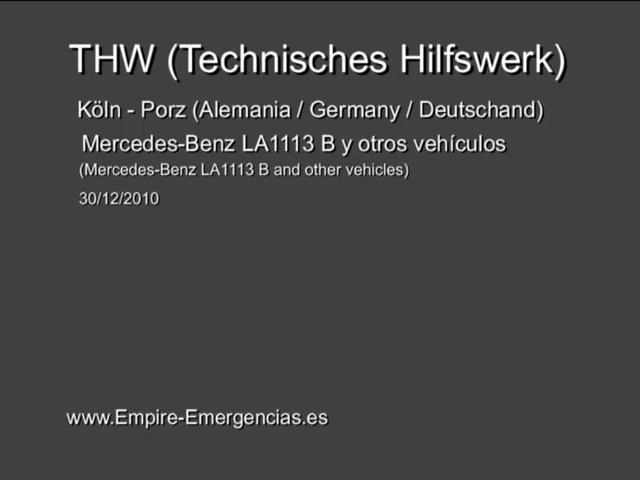 THW (Technisches Hilfswerk)
Köln - Porz (Alemania / Germany / Deutschand)
Mercedes-Benz LA1113 B y otros vehículos
(Mercedes-Benz LA1113 B and other vehicles)
30/12/2010
www.Empire-Emergencias.es